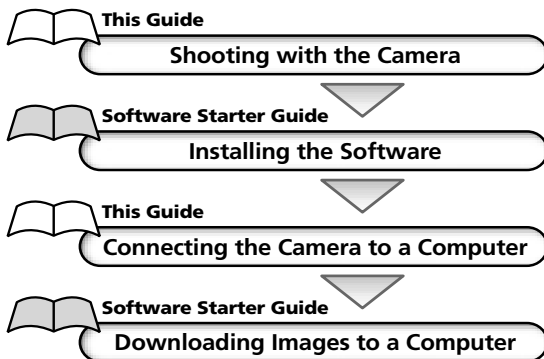 This Guide
Shooting with the Camera
Software Starter Guide
Installing the Software
This Guide
Connecting the Camera to a Computer
Software Starter Guide
Downloading Images to a Computer